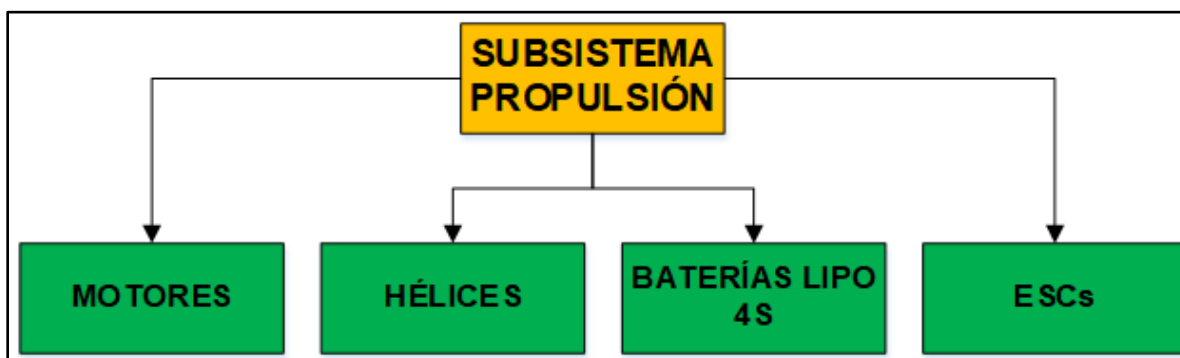 SUBSISTEMA
PROPULSIÓN
MOTORES
HÉLICES
BATERÍAS LIPO
4S
ESCs